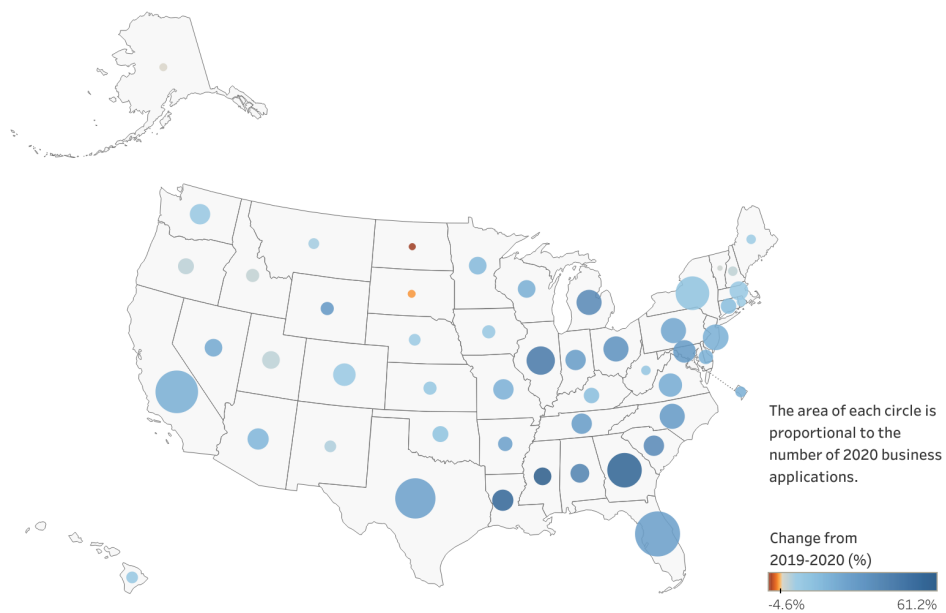 The area of each circle is
proportional to the
number of 2020 business
applications.
Change from
2019-2020 (%)
-4.6% 61.2%